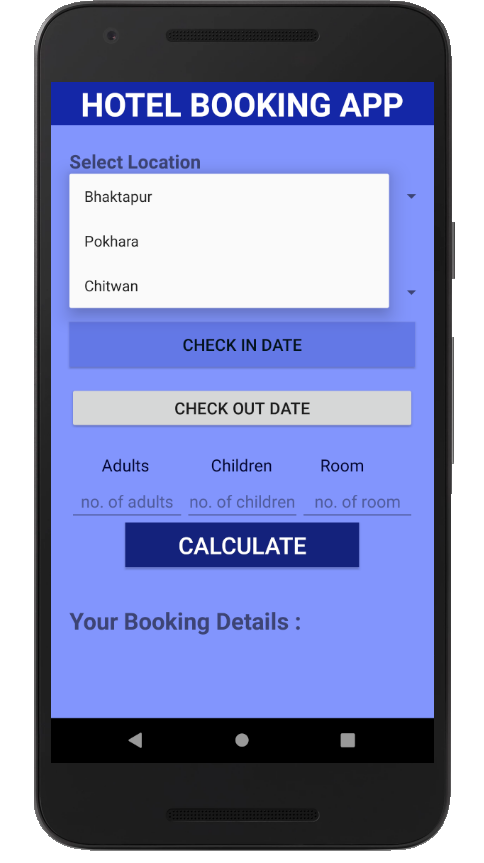 HOTEL BOOKING APP
Select Location
Bhaktapur
Pokhara
Chitwan
CHECK IN DATE
CHECK OUT DATE
Adults Children Room
no. of adults no. of children no. of room
CALCULATE
Your Booking Details :